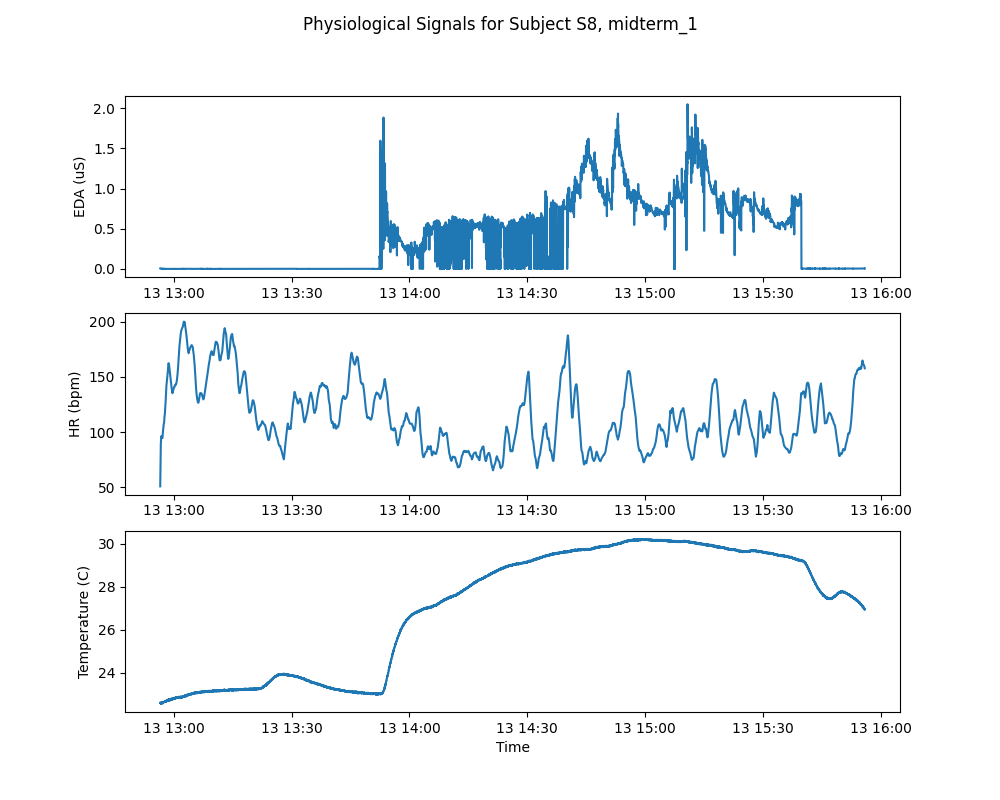 Physiological Signals for Subject S8, midterm_1
EDA (uS)
2.0
1.5
1.0
0.5
0.0
13 13:00 13 13:30 13 14:00 13 14:30 13 15:00 13 15:30 13 16:00
HR (bpm)
200
150
100
50
13 13:00 13 13:30 13 14:00 13 14:30 13 15:00 13 15:30 13 16:00
Temperature (C)
30
28
26
24
13 13:00 13 13:30 13 14:00 13 14:30 13 15:00 13 15:30 13 16:00
Time